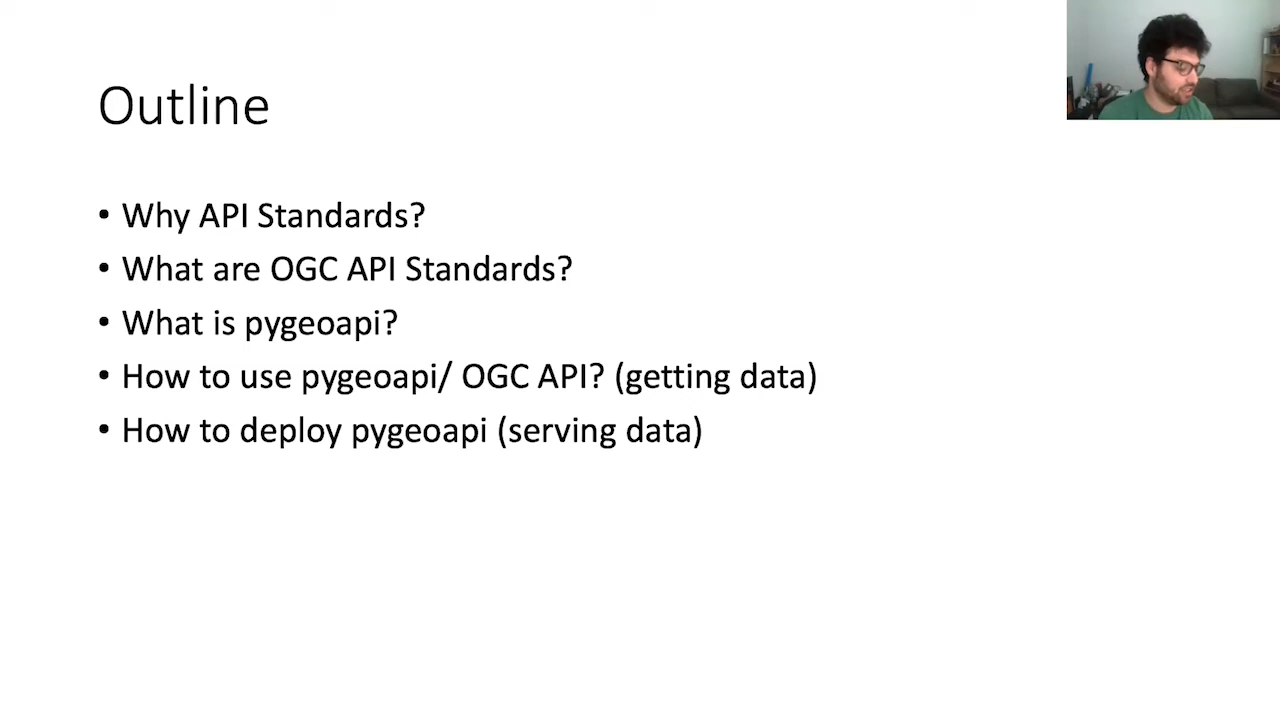 Outline
• Why API Standards?
• What are OGC API Standards?
• What is pygeoapi?
• How to use pygeoapi/ OGC API? (getting data)
• How to deploy pygeoapi (serving data)